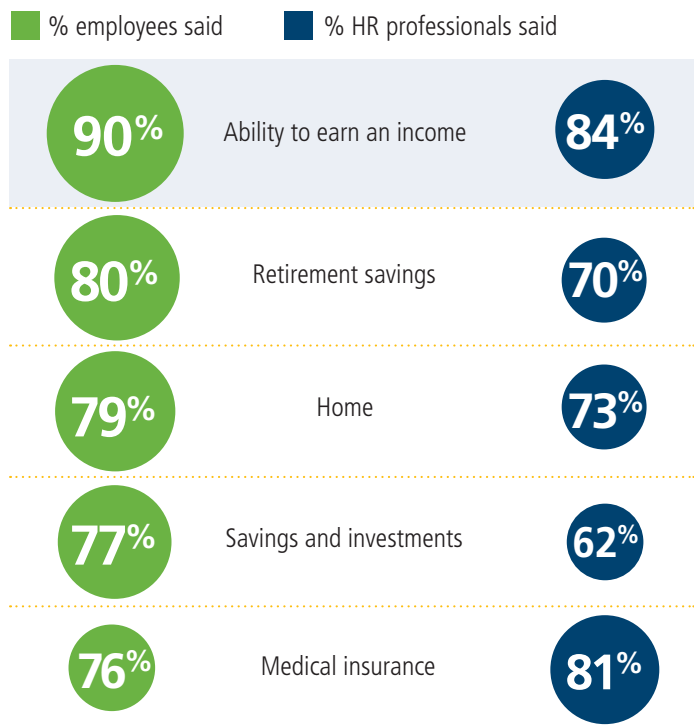 % employees said % HR professionals said
90% Ability to earn an income 84%
80% Retirement savings 70%
79% Home 73%
77% Savings and investments 62%
76% Medical insurance 81%